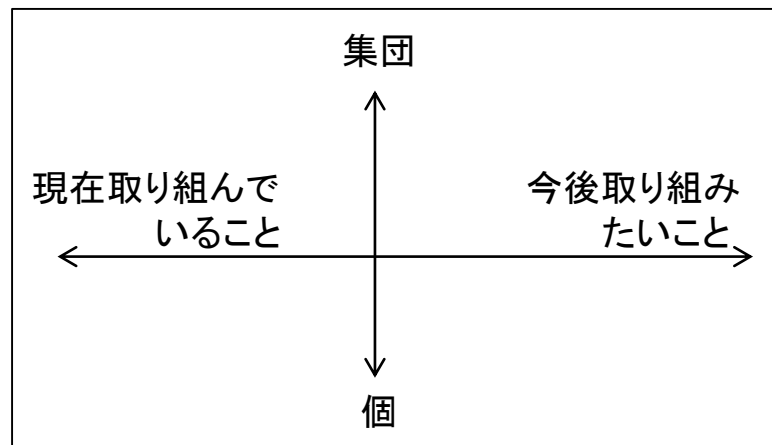 集団
現在取り組んで
いること
今後取り組み
たいこと
個